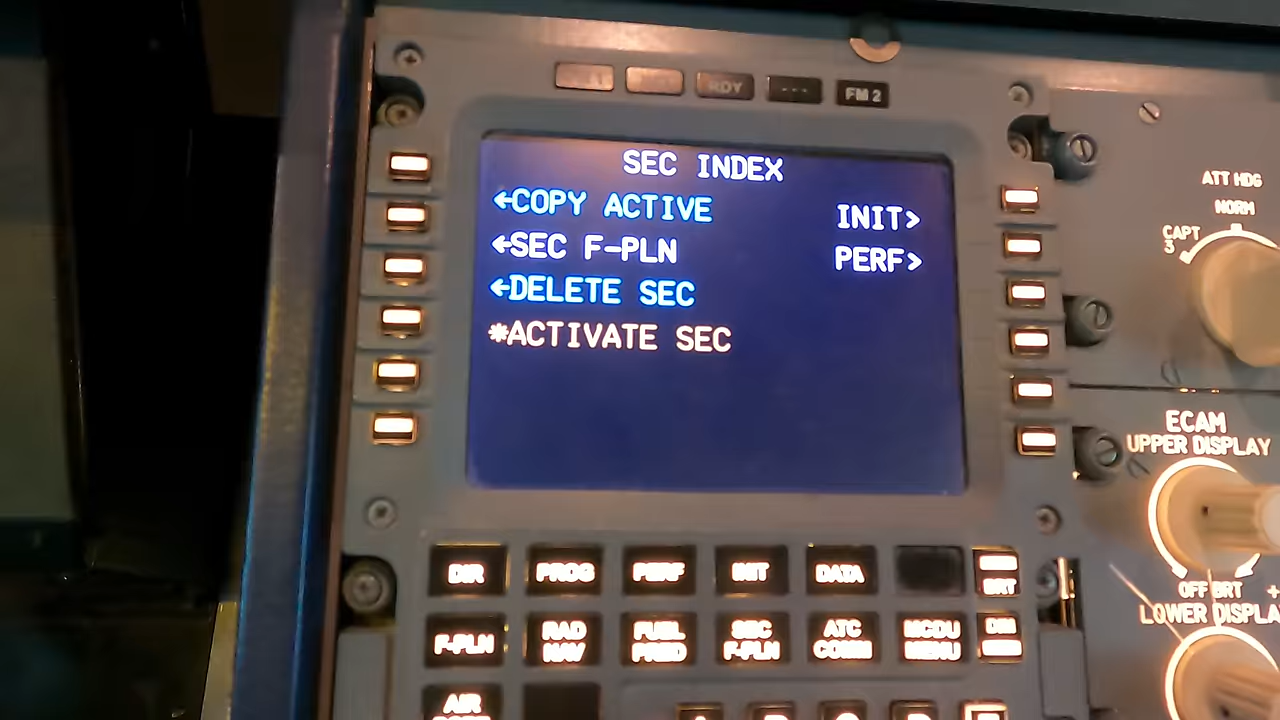 RDY
---
FM 2
SEC INDEX
←COPY ACTIVE
INIT>
←SEC F-PLN
PERF>
←DELETE SEC
*ACTIVATE SEC
ATT HDG
NORM
CAPT
3
ECAM
UPPER DISPLAY
OFF BRT
LOWER DISPLA
DIR
PROG
PERF
INIT
DATA
BRT
F-PLN
RAD
NAV
FUEL
PRED
SEC
F-PLN
ATC
COMM
MCDU
MENU
DIM
AIR